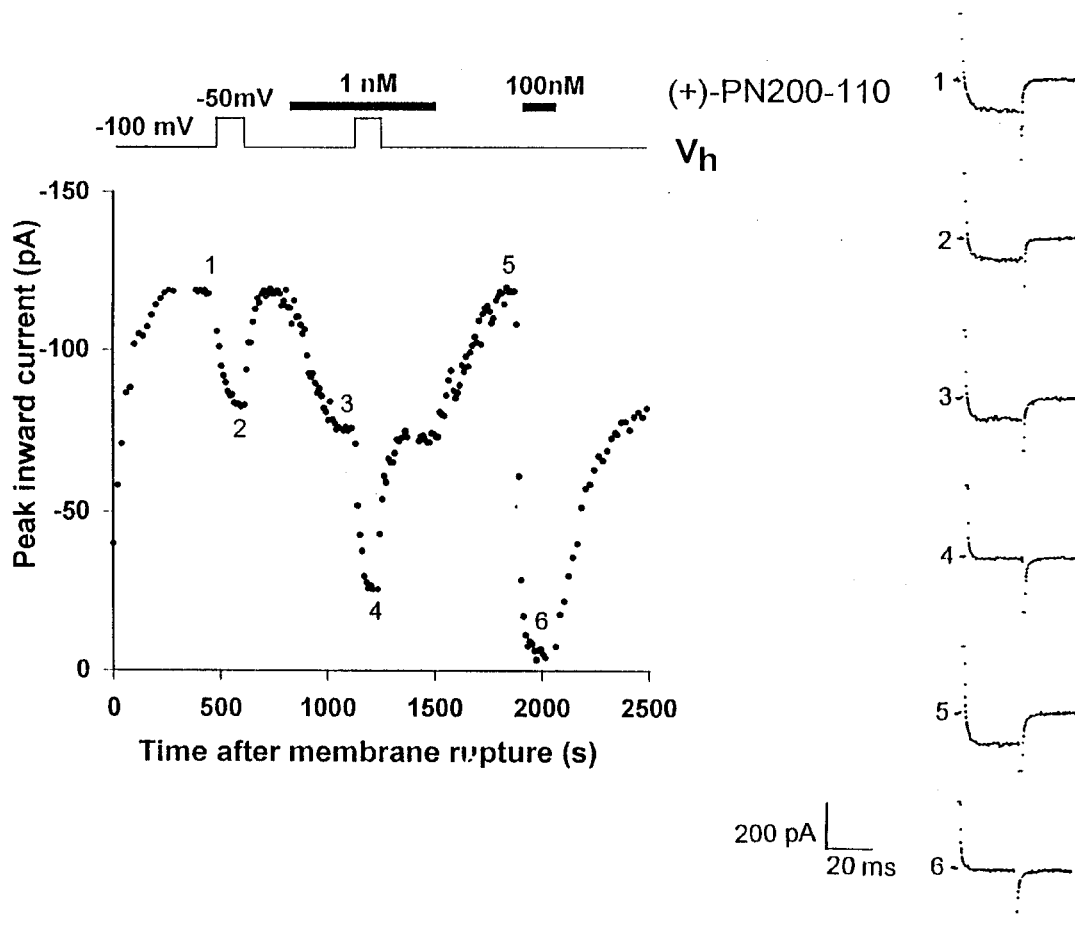 1 nM
100nM
(+)-PN200-110
-50mV
-100 mV
Vh
-150
-100
-50
0
Peak inward current (pA)
1
2
3
4
5
6
0
500
1000
1500
2000
2500
Time after membrane rupture (s)
1
2
3
4
5
6
200 pA
20 ms